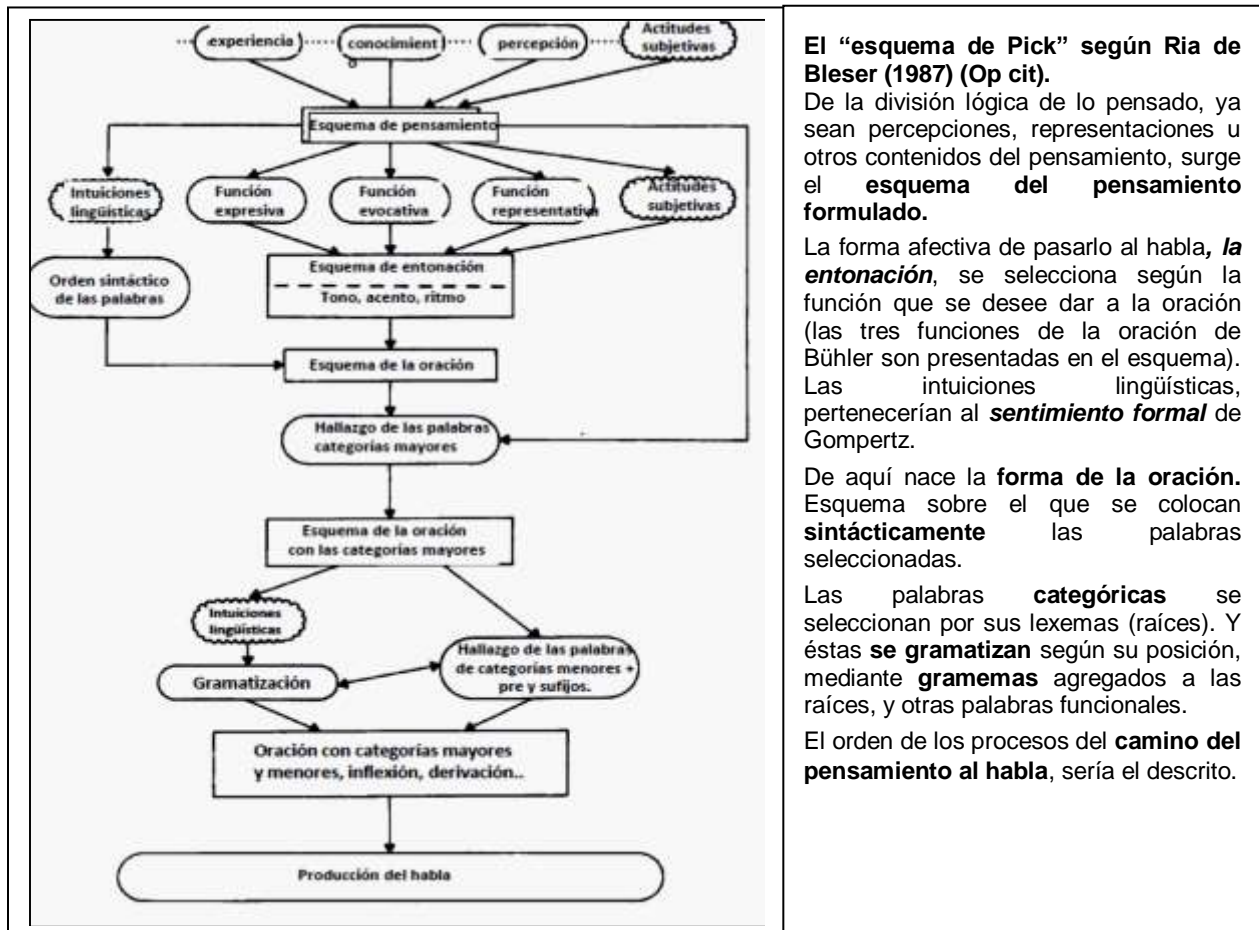 experiencia
conocimient
o
percepción
Actitudes
subjetivas
Esquema de pensamiento
Intuiciones
lingüísticas
Función
expresiva
Función
evocativa
Función
representativa
Actitudes
subjetivas
Orden sintáctico
de las palabras
Esquema de entonación
Tono, acento, ritmo
Esquema de la oración
Hallazgo de las palabras
categorías mayores
Esquema de la oración
con las categorías mayores
Intuiciones
lingüísticas
Gramatización
Hallazgo de las palabras
de categorías menores +
pre y sufijos.
Oración con categorías mayores
y menores, inflexión, derivación...
Producción del habla
El “esquema de Pick” según Ria de
Bleser (1987) (Op cit).
De la división lógica de lo pensado, ya
sean percepciones, representaciones u
otros contenidos del pensamiento, surge
el esquema del pensamiento
formulado.
La forma afectiva de pasarlo al habla, la
entonación, se selecciona según la
función que se desee dar a la oración
(las tres funciones de la oración de
Bühler son presentadas en el esquema).
Las intuiciones lingüísticas,
pertenecerían al sentimiento formal de
Gompertz.
De aquí nace la forma de la oración.
Esquema sobre el que se colocan
sintácticamente las palabras
seleccionadas.
Las palabras categóricas se
seleccionan por sus lexemas (raíces). Y
éstas se gramatizan según su posición,
mediante gramemas agregados a las
raíces, y otras palabras funcionales.
El orden de los procesos del camino del
pensamiento al habla, sería el descrito.